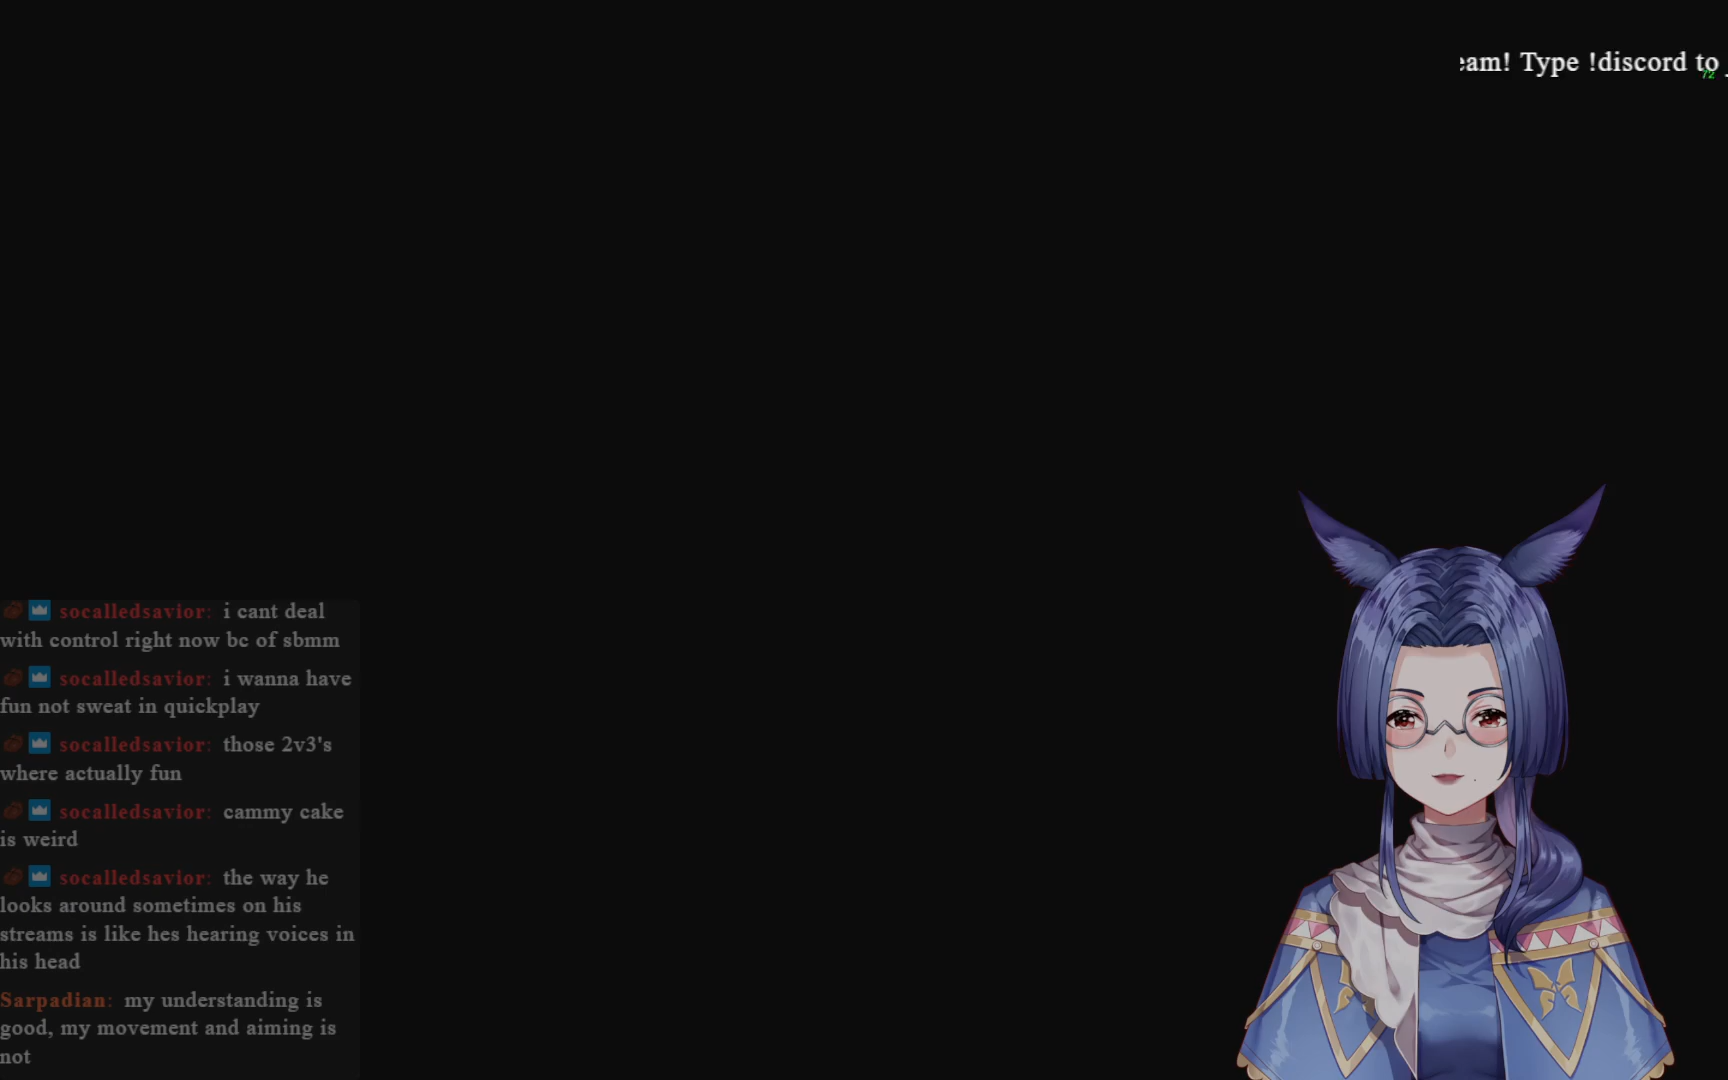 eam! Type !discord to
72
socalledsavior: i cant deal
with control right now bc of sbmm
socalledsavior: i wanna have
fun not sweat in quickplay
socalledsavior: those 2v3's
where actually fun
socalledsavior: cammy cake
is weird
socalledsavior: the way he
looks around sometimes on his
streams is like hes hearing voices in
his head
Sarpadian: my understanding is
good, my movement and aiming is
not